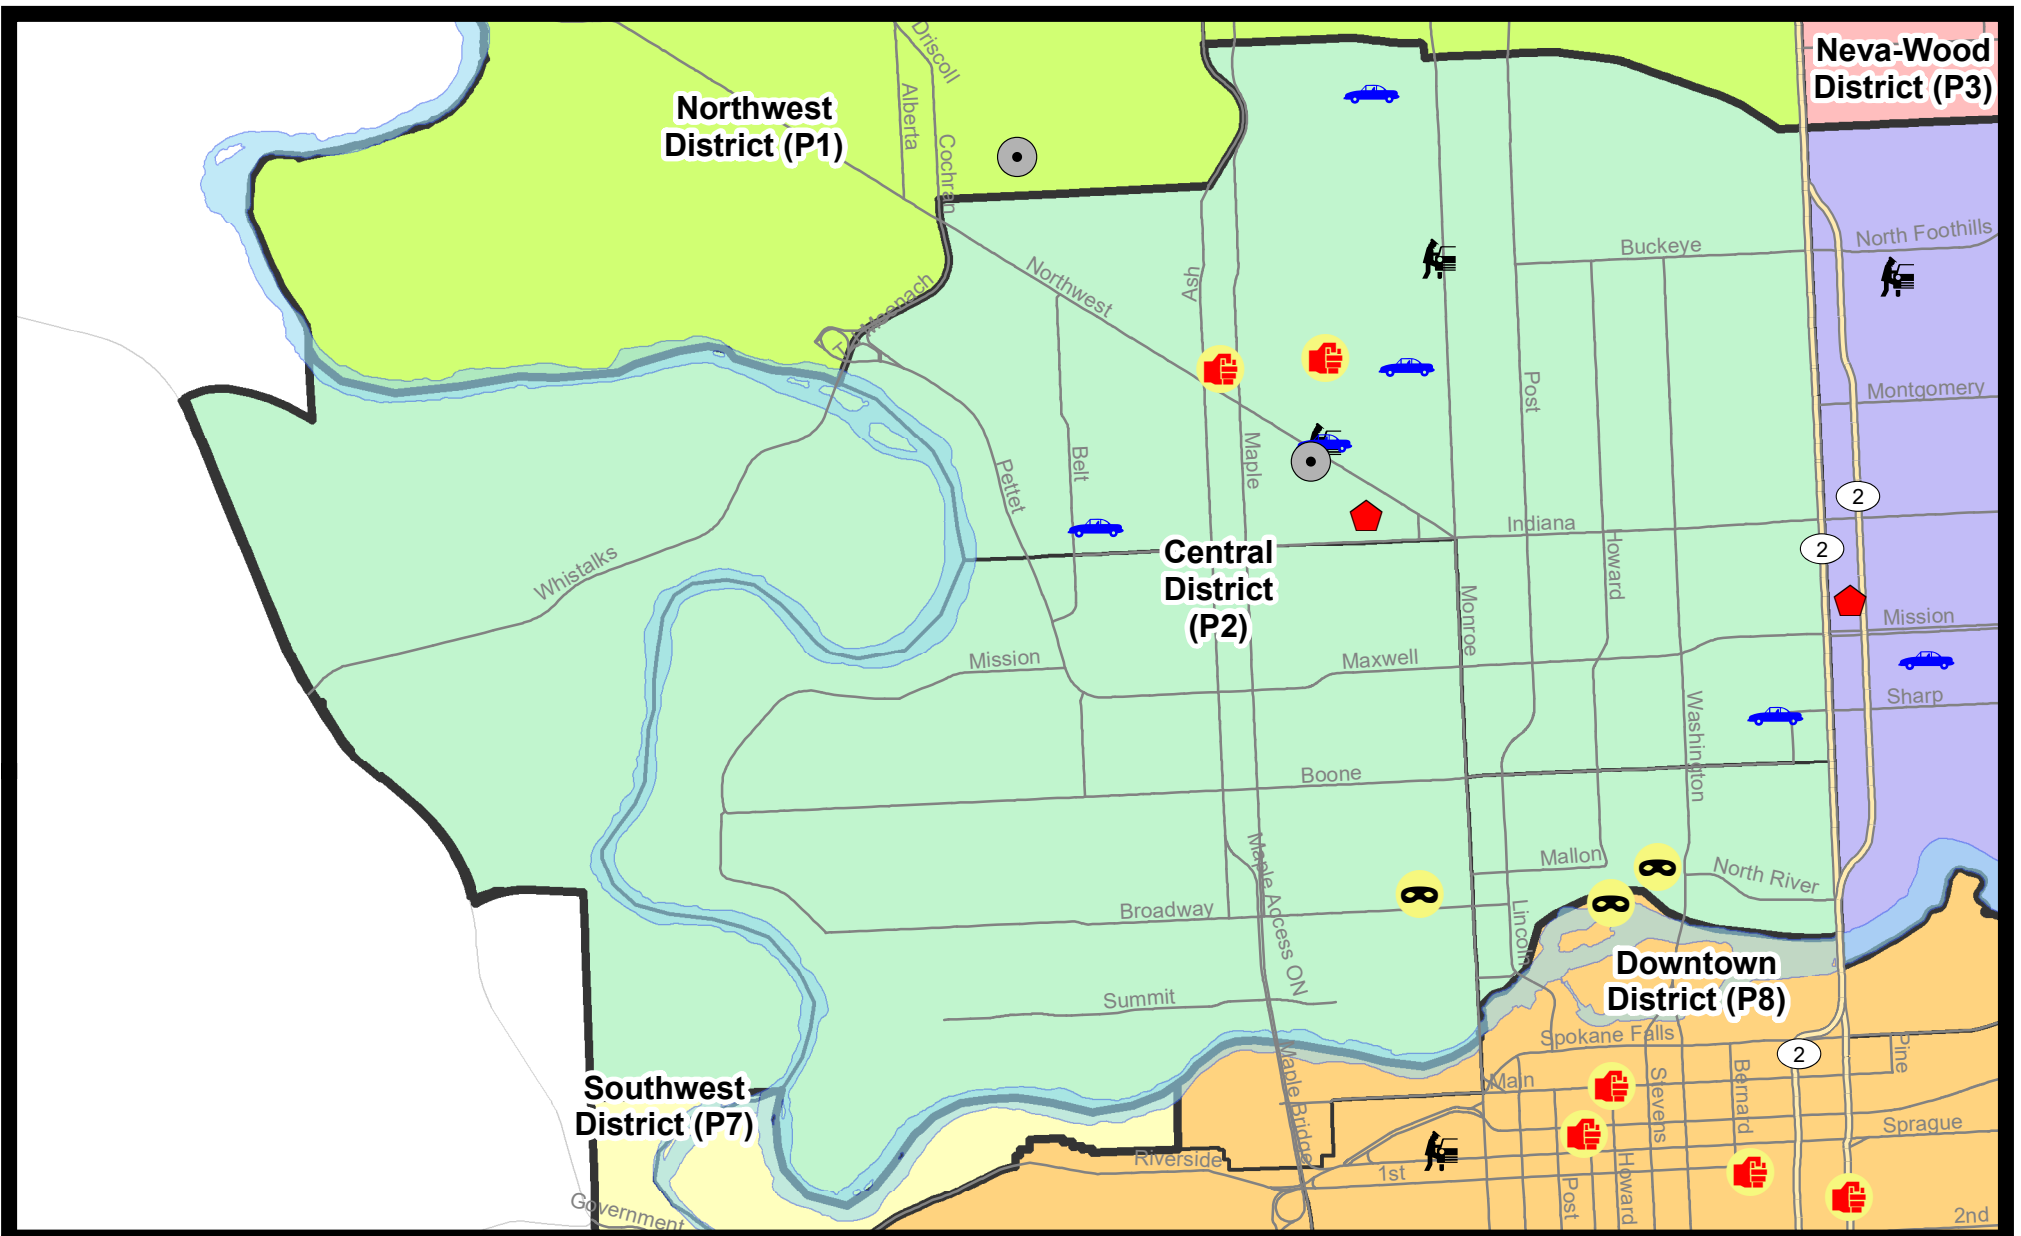 Neva-Wood
District (P3)
Northwest
District (P1)
Driscoll
Alberta
Cochran
North Foothills
Buckeye
Northwest
Ash
Montgomery
Post
Maple
Belt
Pettet
2
Indiana
Howard
2
Central
District
(P2)
Whistalks
Monroe
Mission
Mission
Maxwell
Sharp
Washington
Boone
Mallon
North River
Maple Access ON
Broadway
Lincoln
Downtown
District (P8)
Summit
Spokane Falls
2
Pine
Maple Bridge
Main
Stevens
Bernard
Southwest
District (P7)
Sprague
Riverside
1st
Post
Howard
Government
2nd